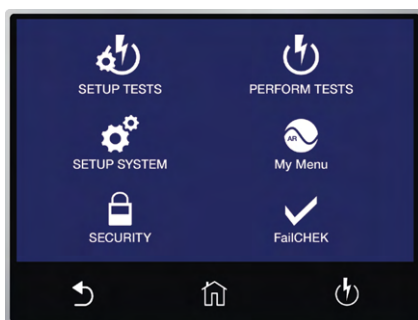 SETUP TESTS
PERFORM TESTS
SETUP SYSTEM
AR
My Menu
SECURITY
FailCHEK